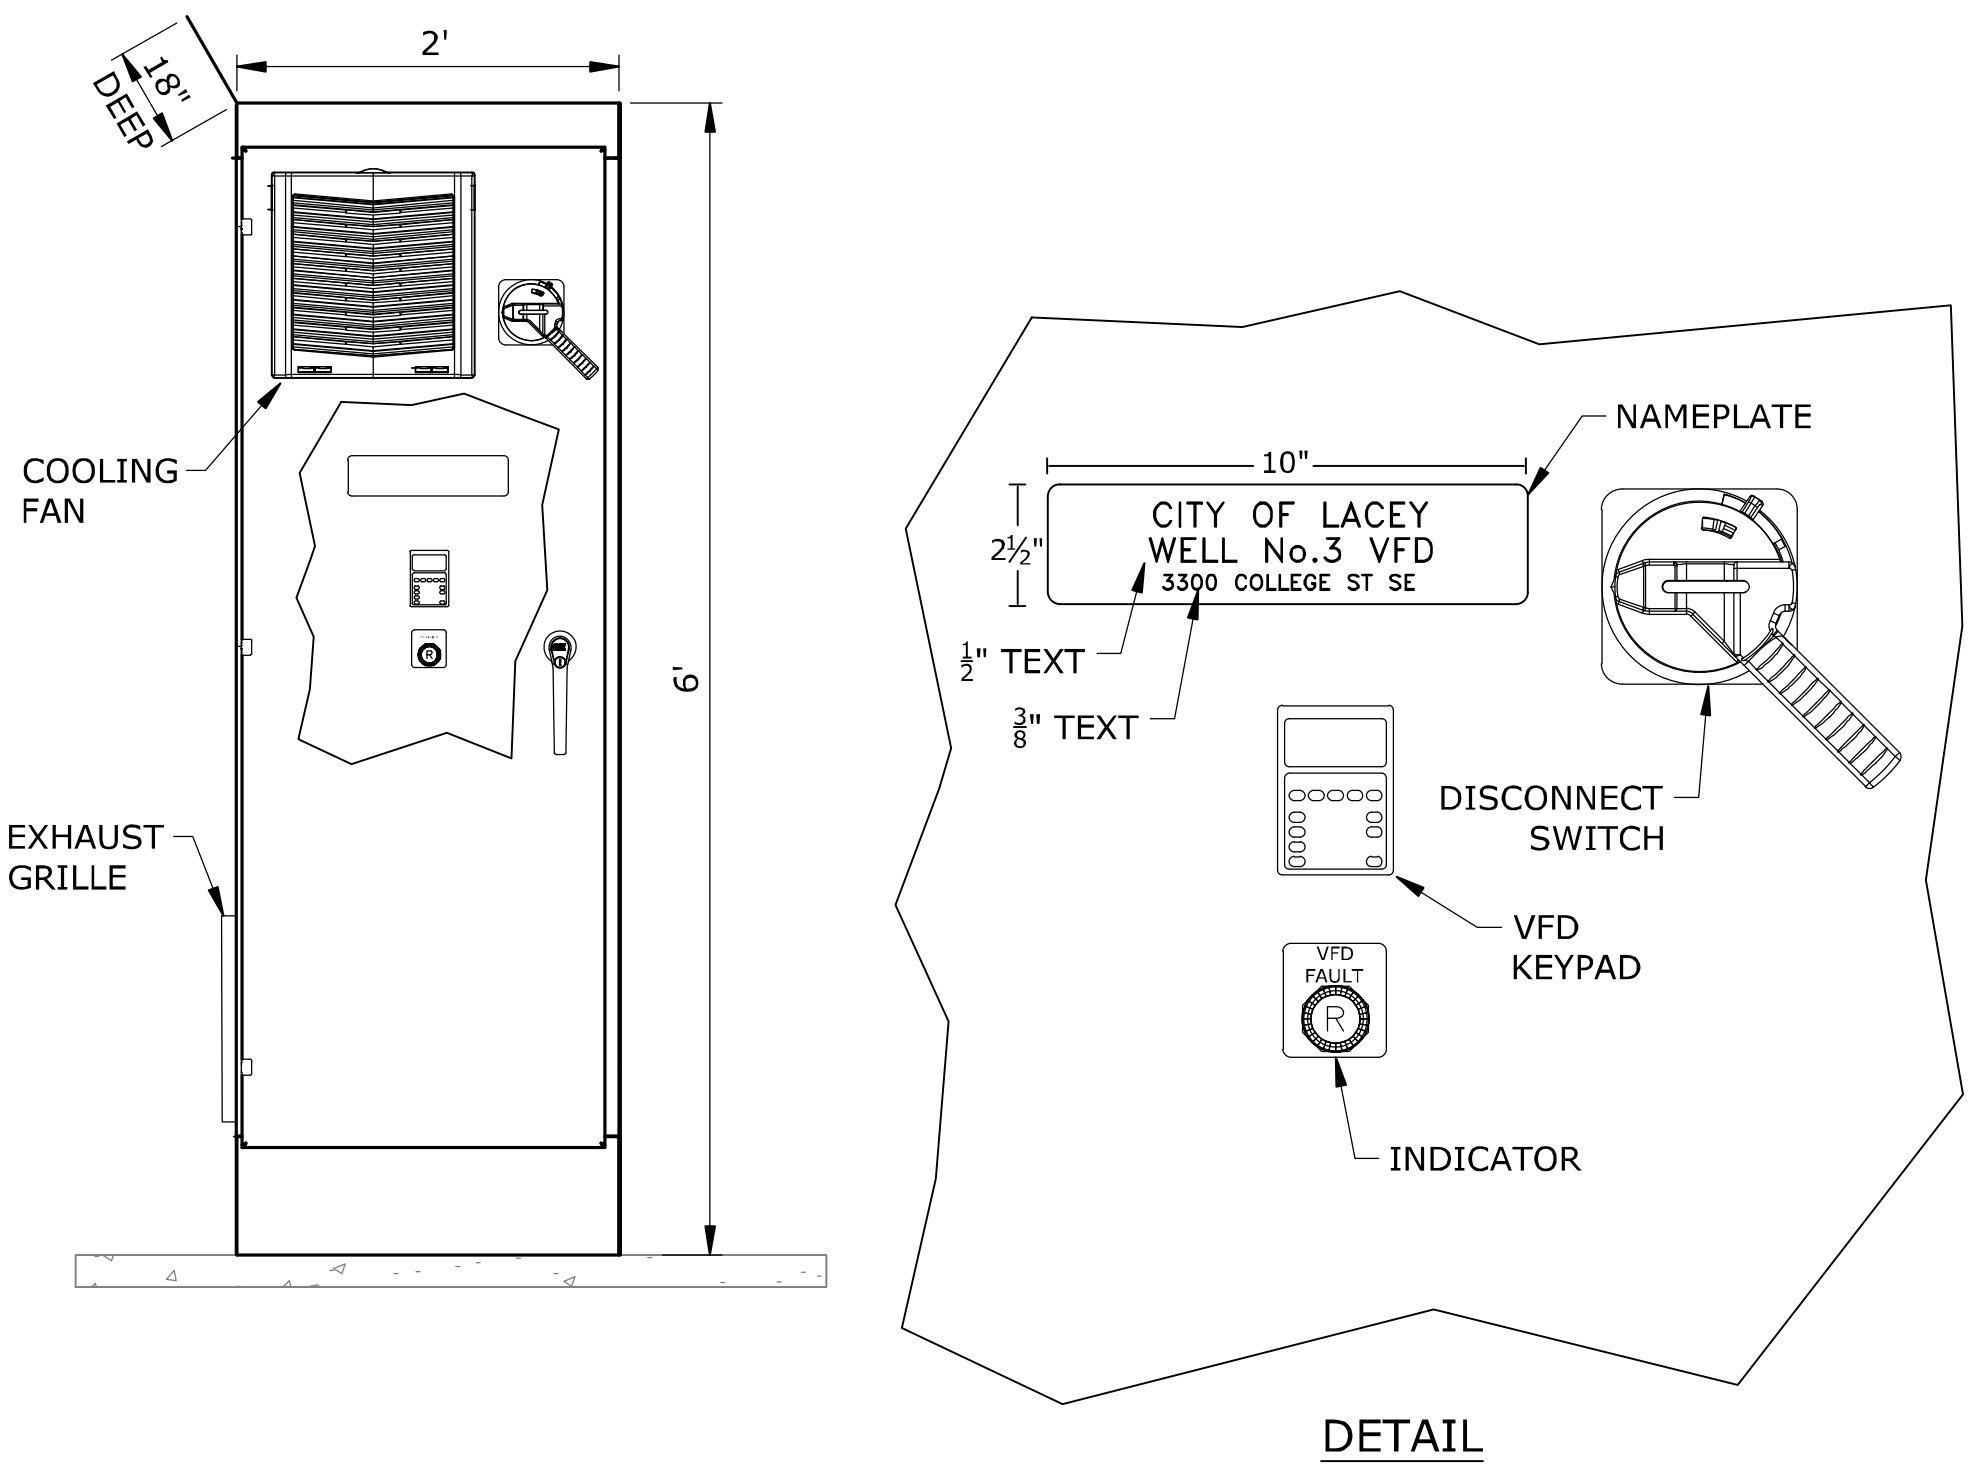 2'
18"
DEEP
COOLING
FAN
6'
EXHAUST
GRILLE
R
NAMEPLATE
10"
2½"
CITY OF LACEY
WELL No.3 VFD
3300 COLLEGE ST SE
½" TEXT
⅜" TEXT
DISCONNECT
SWITCH
VFD
KEYPAD
VFD
FAULT
R
INDICATOR
DETAIL